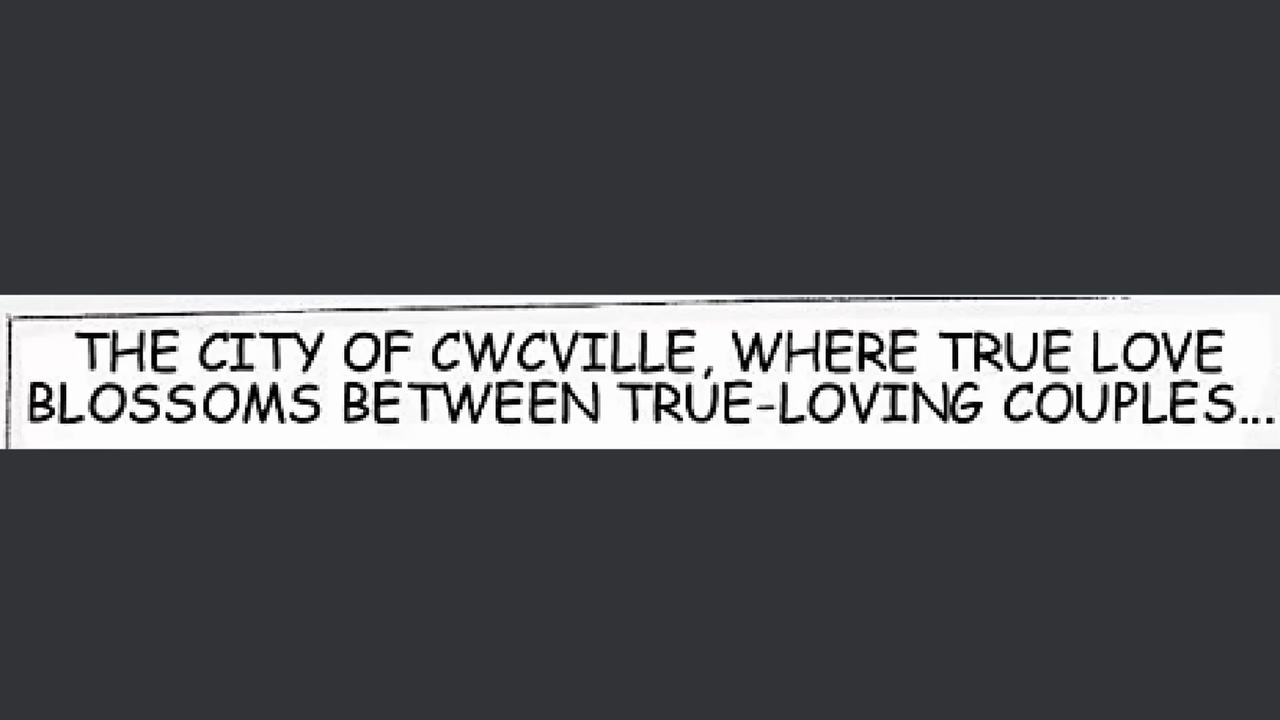 THE CITY OF CWCVILLE, WHERE TRUE LOVE
BLOSSOMS BETWEEN TRUE-LOVING COUPLES...